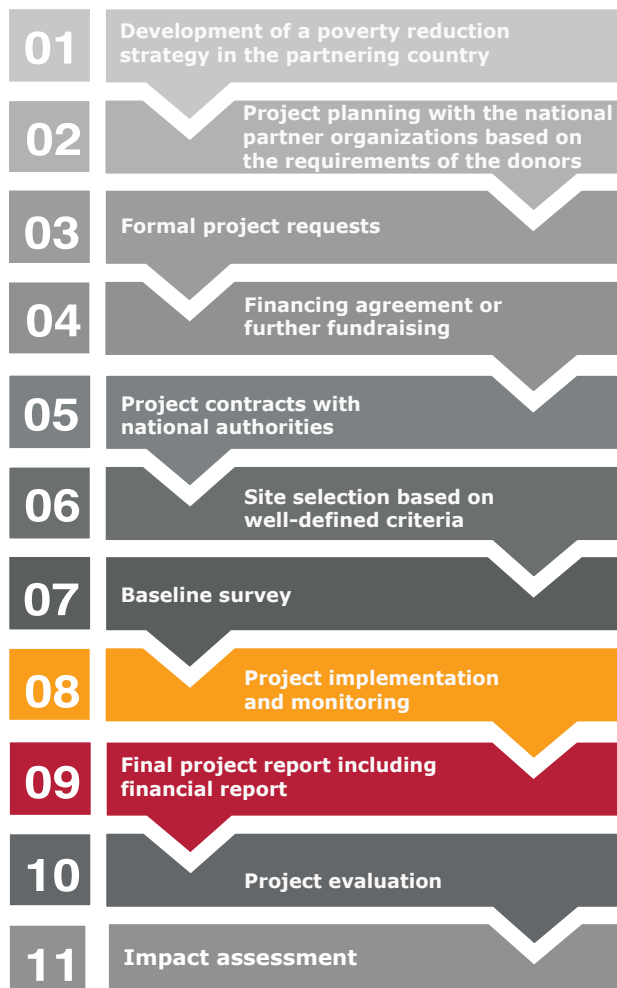 01
Development of a poverty reduction
strategy in the partnering country
02
Project planning with the national
partner organizations based on
the requirements of the donors
03
Formal project requests
04
Financing agreement or
further fundraising
05
Project contracts with
national authorities
06
Site selection based on
well-defined criteria
07
Baseline survey
08
Project implementation
and monitoring
09
Final project report including
financial report
10
Project evaluation
11
Impact assessment